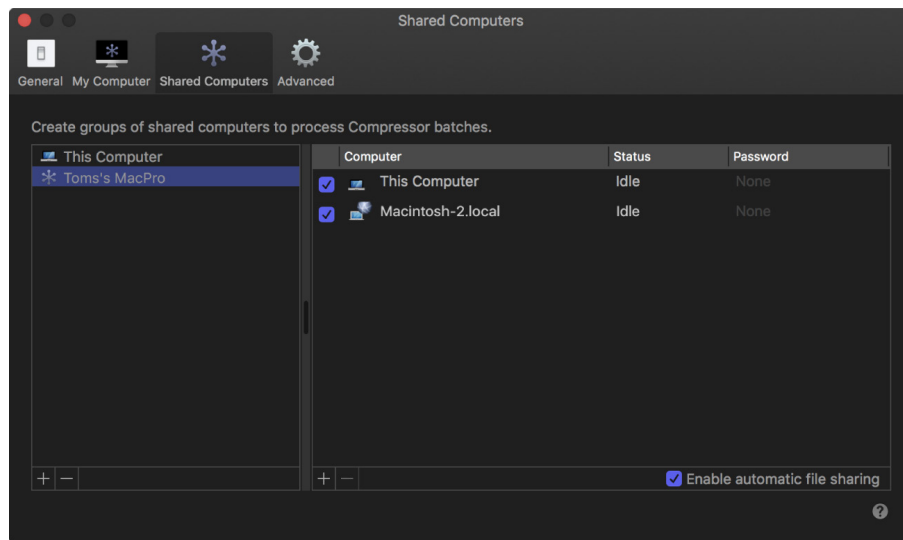 Shared Computers
General My Computer Shared Computers Advanced
Create groups of shared computers to process Compressor batches.
This Computer
Toms's MacPro
Computer Status Password
This Computer Idle None
Macintosh-2.local Idle None
+ − + − Enable automatic file sharing
?